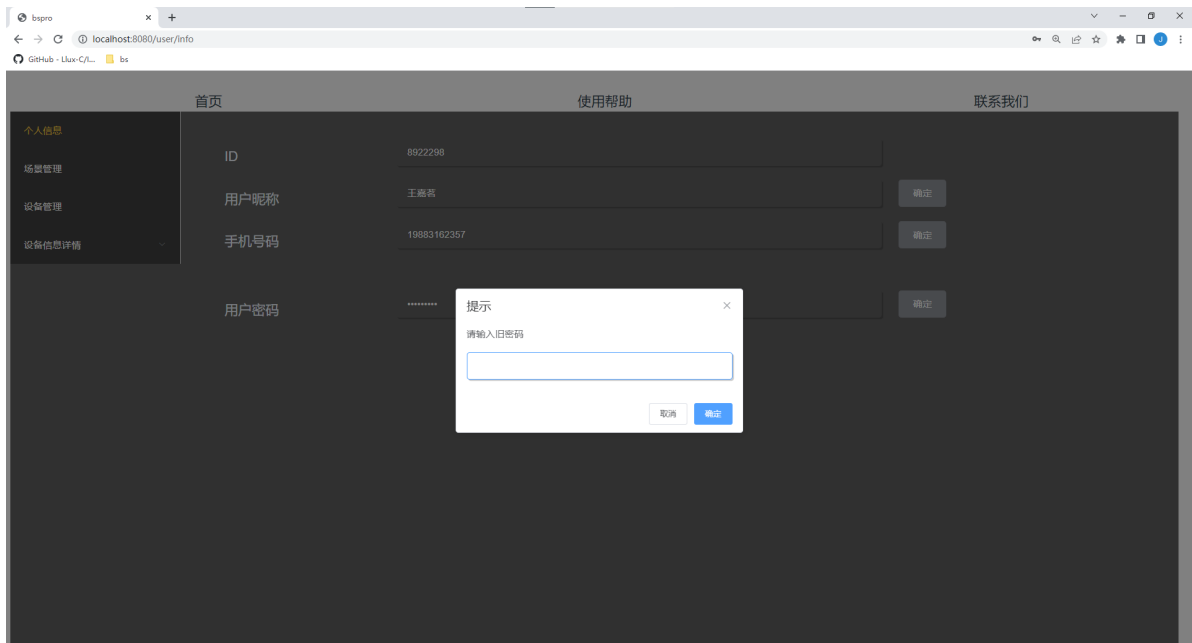 bspro
localhost:8080/user/info
GitHub - Llux-C/I... bs
首页 使用帮助 联系我们
个人信息
场景管理
设备管理
设备信息详情
ID 8922298
用户昵称 王嘉茗 确定
手机号码 19883162357 确定
用户密码 ••••••••• 确定
提示
请输入旧密码
取消 确定